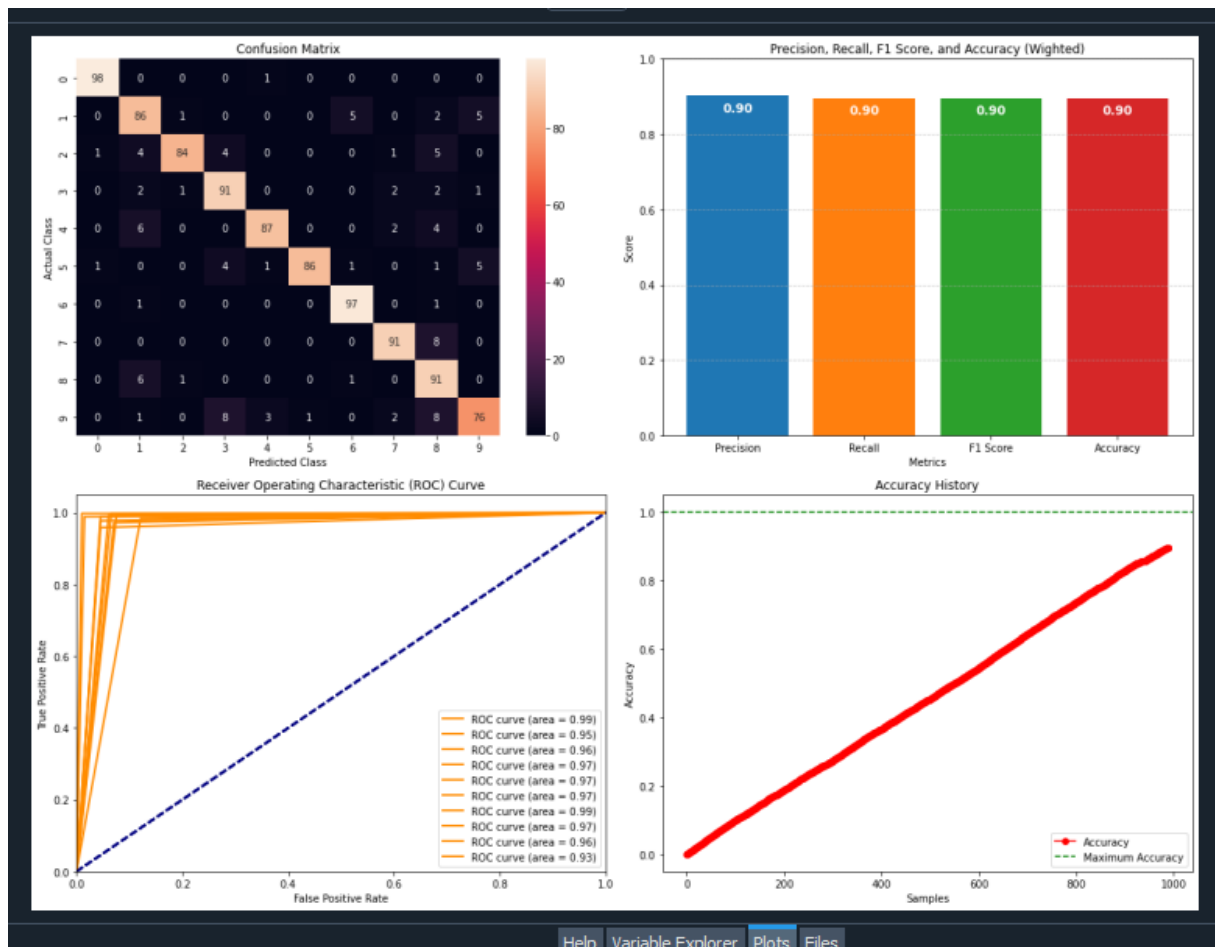 Confusion Matrix
Actual Class
0 98 0 0 0 1 0 0 0 0 0
1 0 86 1 0 0 0 5 0 2 5
2 1 4 84 4 0 0 0 1 5 0
3 0 2 1 91 0 0 0 2 2 1
4 0 6 0 0 87 0 0 2 4 0
5 1 0 0 4 1 86 1 0 1 5
6 0 1 0 0 0 0 97 0 1 0
7 0 0 0 0 0 0 0 91 8 0
8 0 6 1 0 0 0 1 0 91 0
9 0 1 0 8 3 1 0 2 8 76
0 1 2 3 4 5 6 7 8 9
Predicted Class
80
60
40
20
0
Precision, Recall, F1 Score, and Accuracy (Wighted)
Score
1.0
0.8
0.6
0.4
0.2
0.0
0.90 0.90 0.90 0.90
Precision Recall F1 Score Accuracy
Metrics
Receiver Operating Characteristic (ROC) Curve
True Positive Rate
1.0
0.8
0.6
0.4
0.2
0.0
ROC curve (area = 0.99)
ROC curve (area = 0.95)
ROC curve (area = 0.96)
ROC curve (area = 0.97)
ROC curve (area = 0.97)
ROC curve (area = 0.97)
ROC curve (area = 0.99)
ROC curve (area = 0.97)
ROC curve (area = 0.96)
ROC curve (area = 0.93)
0.0 0.2 0.4 0.6 0.8 1.0
False Positive Rate
Accuracy History
Accuracy
1.0
0.8
0.6
0.4
0.2
0.0
Accuracy
Maximum Accuracy
0 200 400 600 800 1000
Samples
Help Variable Explorer Plots Files